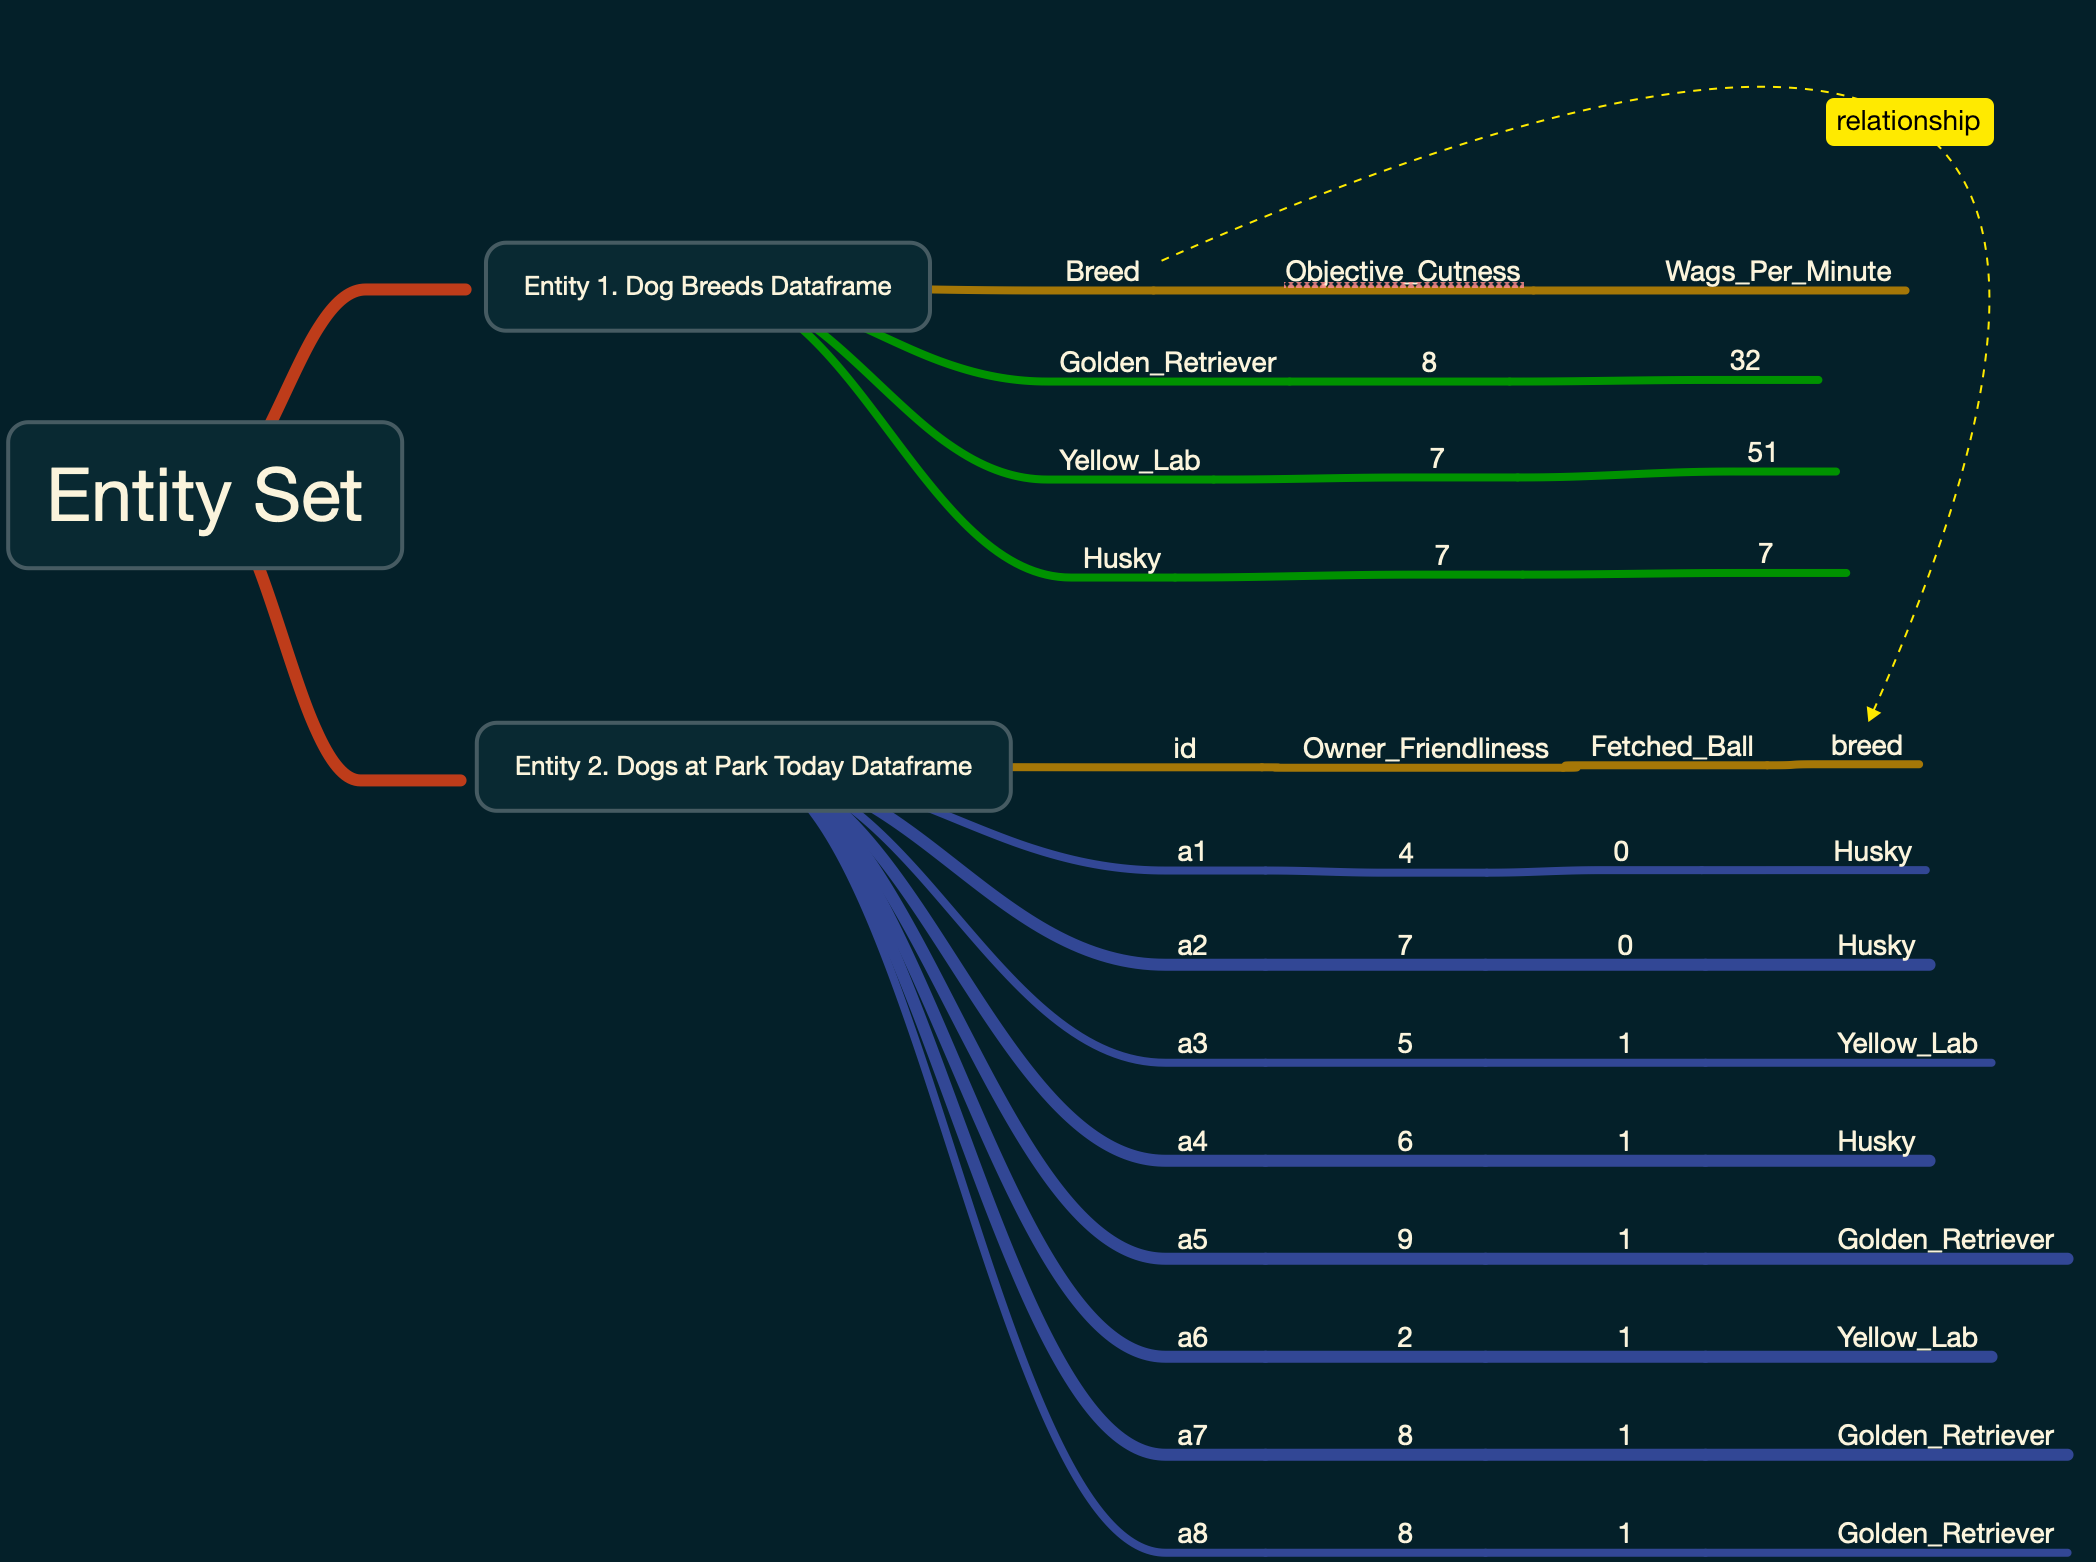 relationship
Entity 1. Dog Breeds Dataframe Breed Objective_Cutness Wags_Per_Minute
Golden_Retriever 8 32
Yellow_Lab 7 51
Entity Set
Husky 7 7
Entity 2. Dogs at Park Today Dataframe id Owner_Friendliness Fetched_Ball breed
a1 4 0 Husky
a2 7 0 Husky
a3 5 1 Yellow_Lab
a4 6 1 Husky
a5 9 1 Golden_Retriever
a6 2 1 Yellow_Lab
a7 8 1 Golden_Retriever
a8 8 1 Golden_Retriever